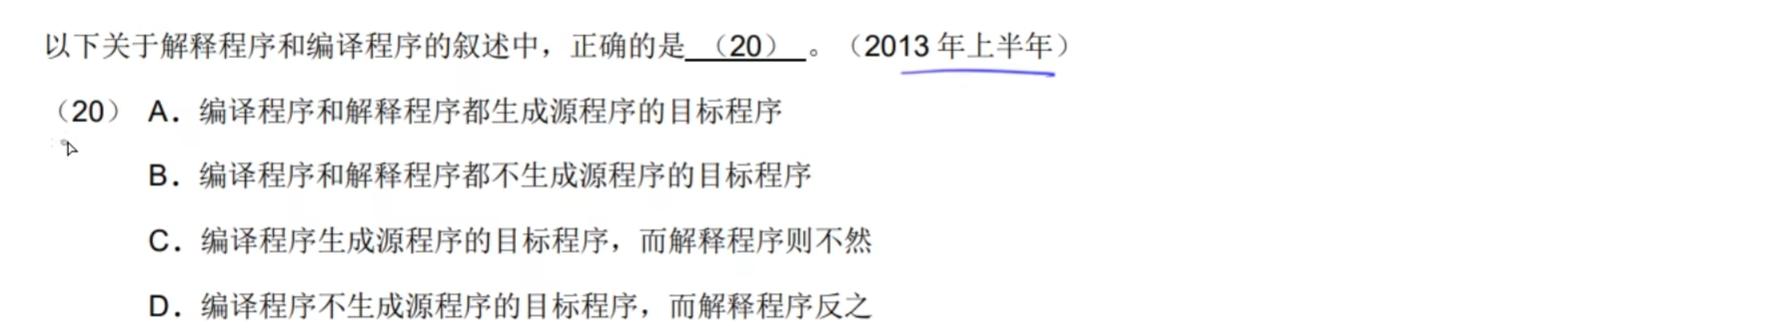 以下关于解释程序和编译程序的叙述中，正确的是（20）。（2013 年上半年）
（20） A．编译程序和解释程序都生成源程序的目标程序
B．编译程序和解释程序都不生成源程序的目标程序
C．编译程序生成源程序的目标程序，而解释程序则不然
D．编译程序不生成源程序的目标程序，而解释程序反之